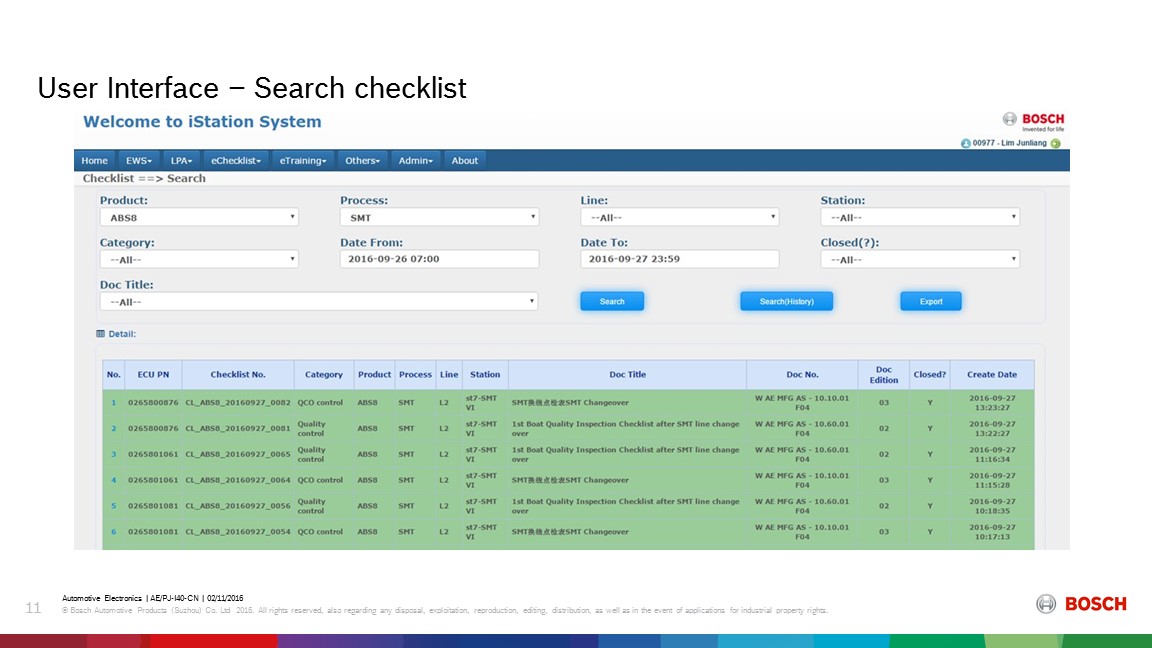 User Interface – Search checklist
Welcome to iStation System
BOSCH
Invented for life
00977 - Lim Junliang
Home EWS LPA eChecklist eTraining Others Admin About
Checklist ==> Search
Product: Process: Line: Station:
ABS8 SMT --All-- --All--
Category: Date From: Date To: Closed(?):
--All-- 2016-09-26 07:00 2016-09-27 23:59 --All--
Doc Title:
--All-- Search Search(History) Export
Detail:
No. ECU PN Checklist No. Category Product Process Line Station Doc Title Doc No. Doc Edition Closed? Create Date
1 0265800876 CL_ABS8_20160927_0082 QCO control ABS8 SMT L2 st7-SMT VI SMT换线点检表SMT Changeover W AE MFG AS - 10.10.01 F04 03 Y 2016-09-27 13:23:27
2 0265800876 CL_ABS8_20160927_0081 Quality control ABS8 SMT L2 st7-SMT VI 1st Boat Quality Inspection Checklist after SMT line change over W AE MFG AS - 10.60.01 F04 02 Y 2016-09-27 13:22:27
3 0265801061 CL_ABS8_20160927_0065 Quality control ABS8 SMT L2 st7-SMT VI 1st Boat Quality Inspection Checklist after SMT line change over W AE MFG AS - 10.60.01 F04 02 Y 2016-09-27 11:16:34
4 0265801061 CL_ABS8_20160927_0064 QCO control ABS8 SMT L2 st7-SMT VI SMT换线点检表SMT Changeover W AE MFG AS - 10.10.01 F04 03 Y 2016-09-27 11:15:28
5 0265801081 CL_ABS8_20160927_0056 Quality control ABS8 SMT L2 st7-SMT VI 1st Boat Quality Inspection Checklist after SMT line change over W AE MFG AS - 10.60.01 F04 02 Y 2016-09-27 10:18:35
6 0265801081 CL_ABS8_20160927_0054 QCO control ABS8 SMT L2 st7-SMT VI SMT换线点检表SMT Changeover W AE MFG AS - 10.10.01 F04 03 Y 2016-09-27 10:17:13
11
Automotive Electronics | AE/PJ-I40-CN | 02/11/2016
© Bosch Automotive Products (Suzhou) Co. Ltd 2016. All rights reserved, also regarding any disposal, exploitation, reproduction, editing, distribution, as well as in the event of applications for industrial property rights.
BOSCH